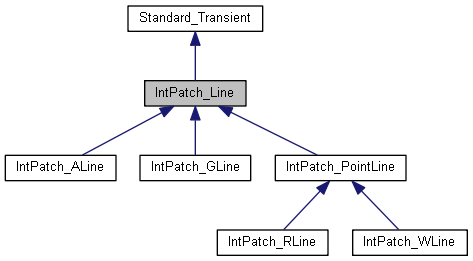 Standard_Transient
IntPatch_Line
IntPatch_ALine
IntPatch_GLine
IntPatch_PointLine
IntPatch_RLine
IntPatch_WLine